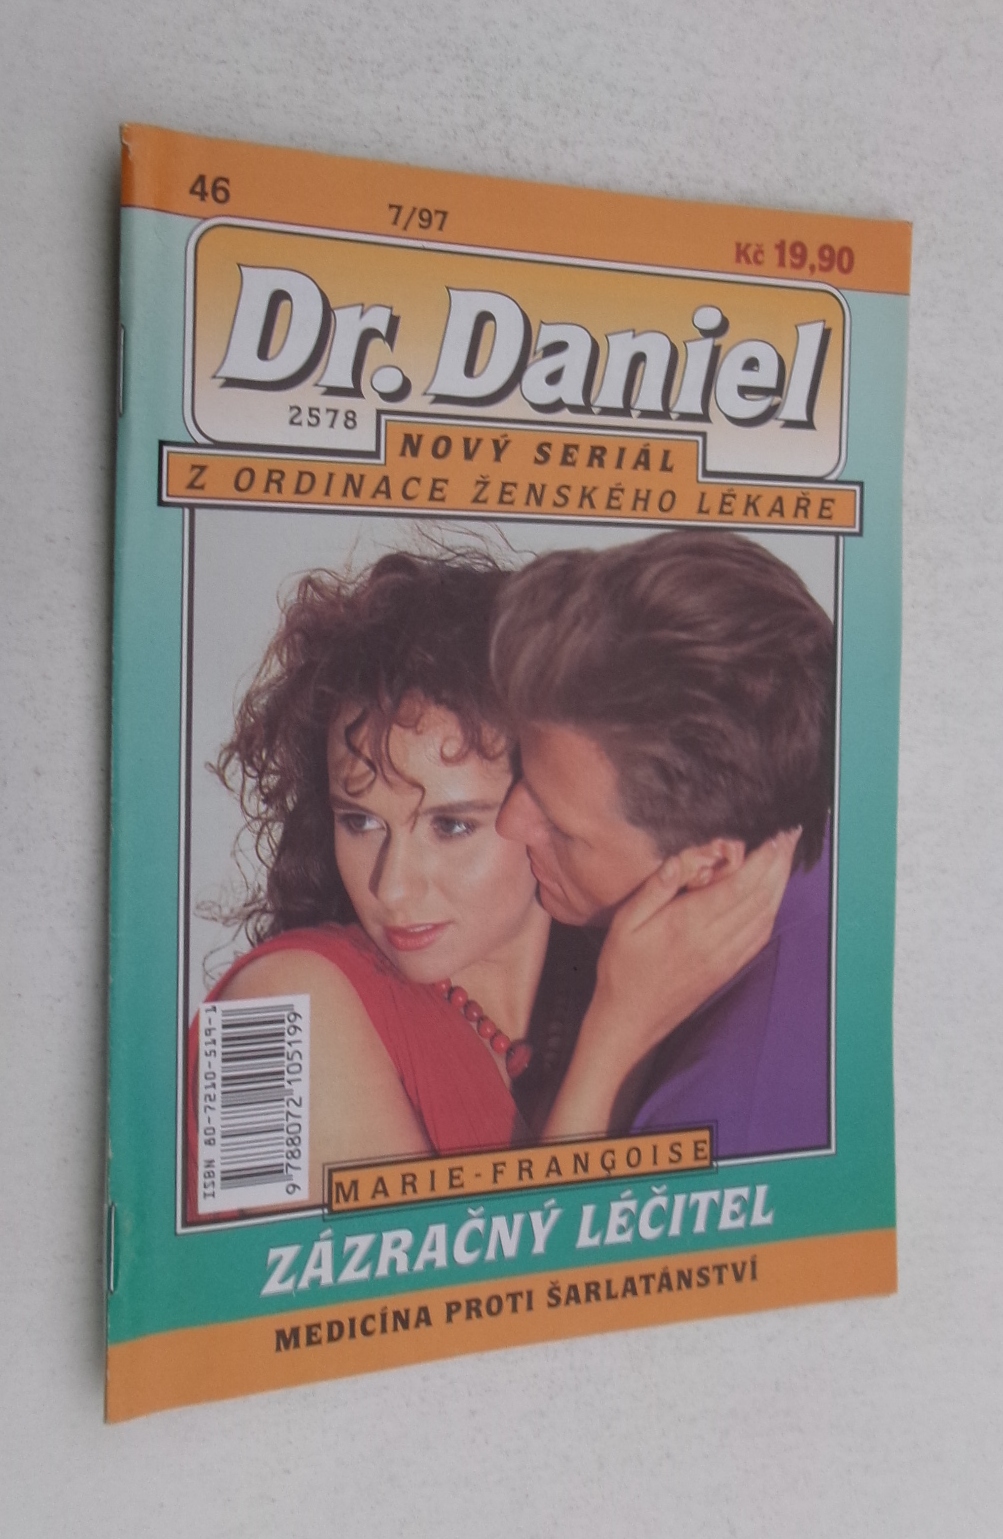 46
7/97
Kč 19,90
Dr. Daniel
2578
NOVÝ SERIÁL
Z ORDINACE ŽENSKÉHO LÉKAŘE
ISBN 80-7210-519-1
9 788072 105199
MARIE-FRANÇOISE
ZÁZRAČNÝ LÉČITEL
MEDICÍNA PROTI ŠARLATÁNSTVÍ